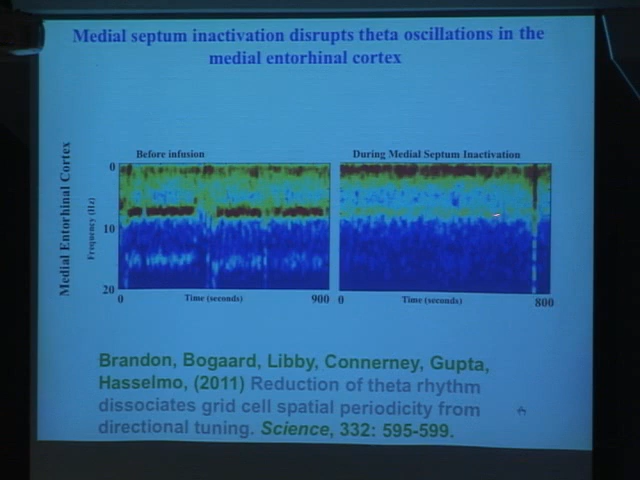 Medial septum inactivation disrupts theta oscillations in the
medial entorhinal cortex
Before infusion
During Medial Septum Inactivation
Medial Entorhinal Cortex
Frequency (Hz)
0
10
20
0
Time (seconds)
900
0
Time (seconds)
800
Brandon, Bogaard, Libby, Connerney, Gupta,
Hasselmo, (2011) Reduction of theta rhythm
dissociates grid cell spatial periodicity from
directional tuning. Science, 332: 595-599.